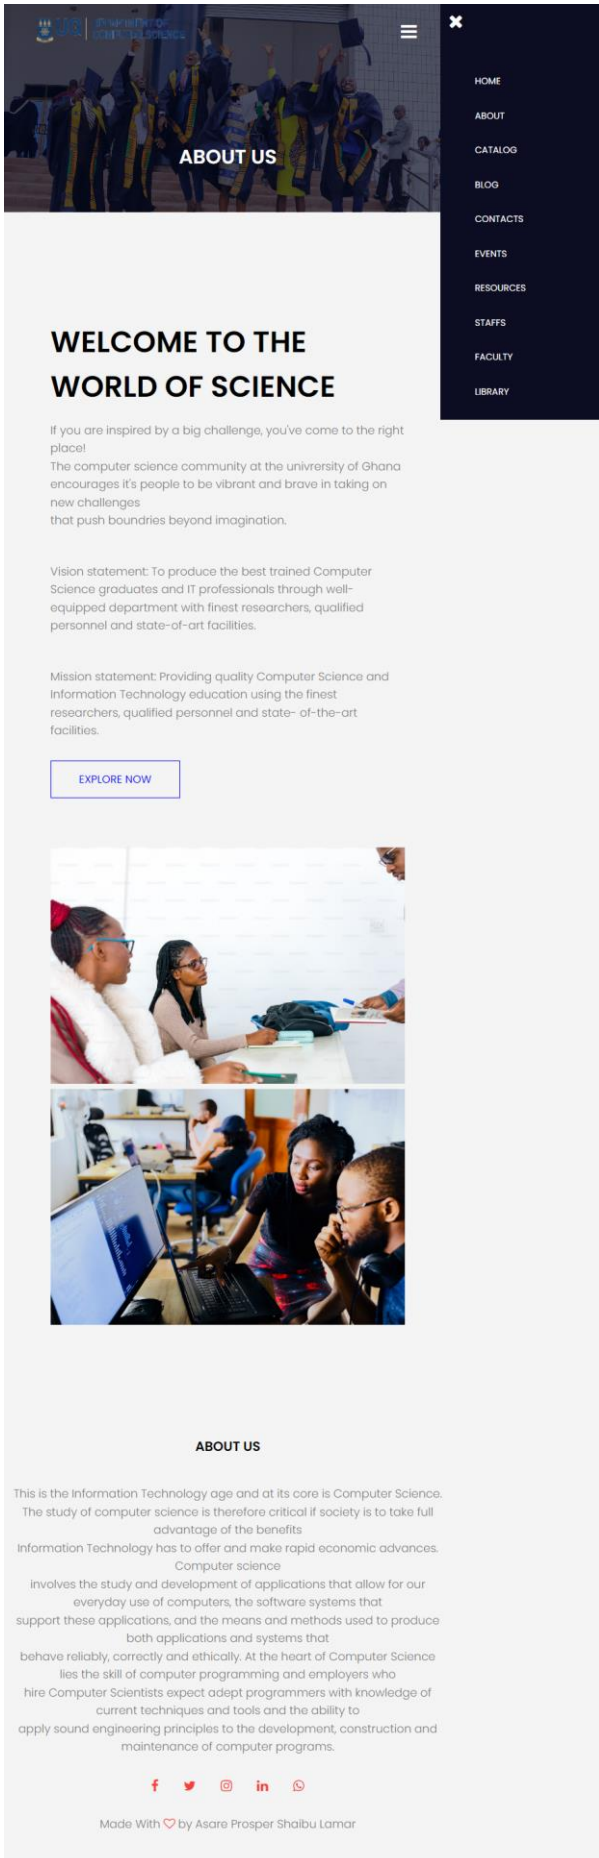 UG DEPARTMENT OF
COMPUTER SCIENCE
ABOUT US
HOME
ABOUT
CATALOG
BLOG
CONTACTS
EVENTS
RESOURCES
STAFFS
FACULTY
LIBRARY
WELCOME TO THE
WORLD OF SCIENCE
If you are inspired by a big challenge, you've come to the right
place!
The computer science community at the univrersity of Ghana
encourages it's people to be vibrant and brave in taking on
new challenges
that push boundries beyond imagination.
Vision statement: To produce the best trained Computer
Science graduates and IT professionals through well-
equipped department with finest researchers, qualified
personnel and state-of-art facilities.
Mission statement: Providing quality Computer Science and
Information Technology education using the finest
researchers, qualified personnel and state- of-the-art
facilities.
EXPLORE NOW
ABOUT US
This is the Information Technology age and at its core is Computer Science.
The study of computer science is therefore critical if society is to take full
advantage of the benefits
Information Technology has to offer and make rapid economic advances.
Computer science
involves the study and development of applications that allow for our
everyday use of computers, the software systems that
support these applications, and the means and methods used to produce
both applications and systems that
behave reliably, correctly and ethically. At the heart of Computer Science
lies the skill of computer programming and employers who
hire Computer Scientists expect adept programmers with knowledge of
current techniques and tools and the ability to
apply sound engineering principles to the development, construction and
maintenance of computer programs.
Made With ♡ by Asare Prosper Shaibu Lamar